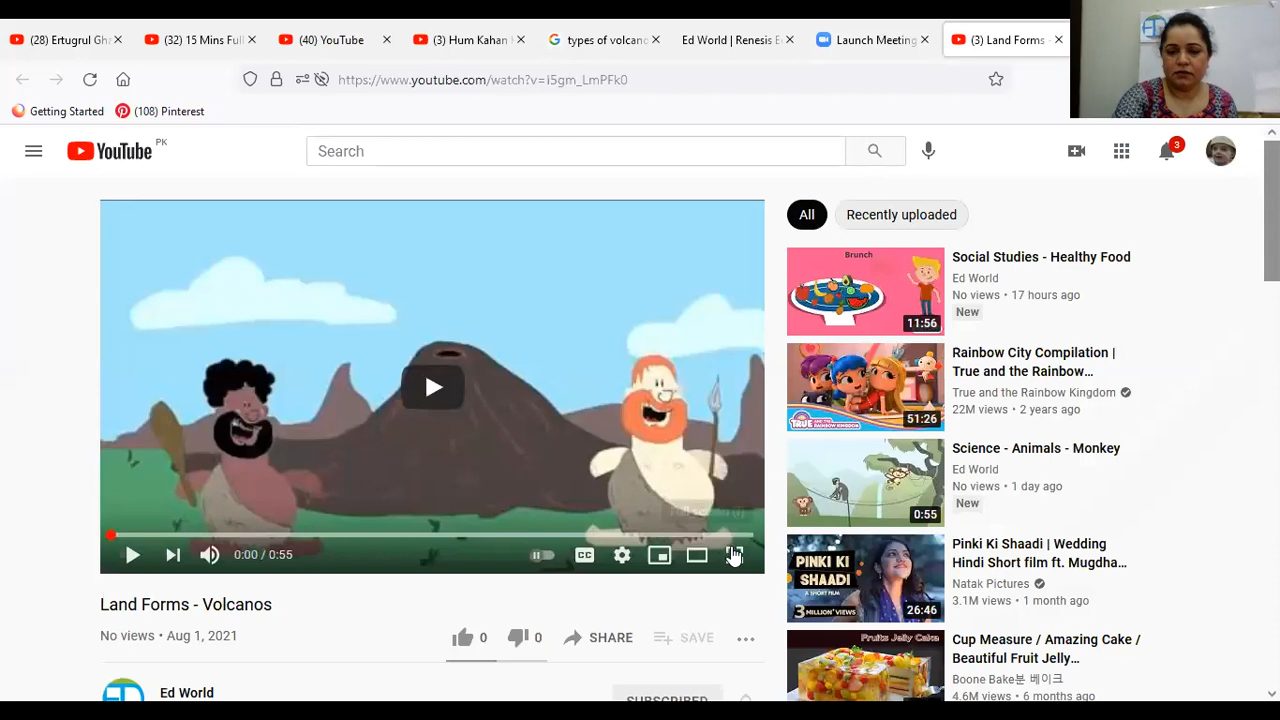 (28) Ertugrul Gh
(32) 15 Mins Ful
(40) YouTube
(3) Hum Kahan
types of volcano
Ed World | Renesis E
Launch Meeting
(3) Land Forms -
https://www.youtube.com/watch?v=i5gm_LmPFk0
Getting Started
(108) Pinterest
YouTube PK
Search
3
All
Recently uploaded
Brunch
11:56
Social Studies - Healthy Food
Ed World
No views • 17 hours ago
New
51:26
Rainbow City Compilation |
True and the Rainbow...
True and the Rainbow Kingdom
22M views • 2 years ago
0:55
Science - Animals - Monkey
Ed World
No views • 1 day ago
New
PINKI KI
SHAADI
A SHORT FILM
3 MILLION+ VIEWS
26:46
Pinki Ki Shaadi | Wedding
Hindi Short film ft. Mugdha...
Natak Pictures
3.1M views • 1 month ago
Fruits Jelly Cake
Cup Measure / Amazing Cake /
Beautiful Fruit Jelly...
Boone Bake분 베이크
4.6M views • 6 months ago
0:00 / 0:55
CC
Land Forms - Volcanos
No views • Aug 1, 2021
0
0
SHARE
SAVE
Ed World
SUBSCRIBED